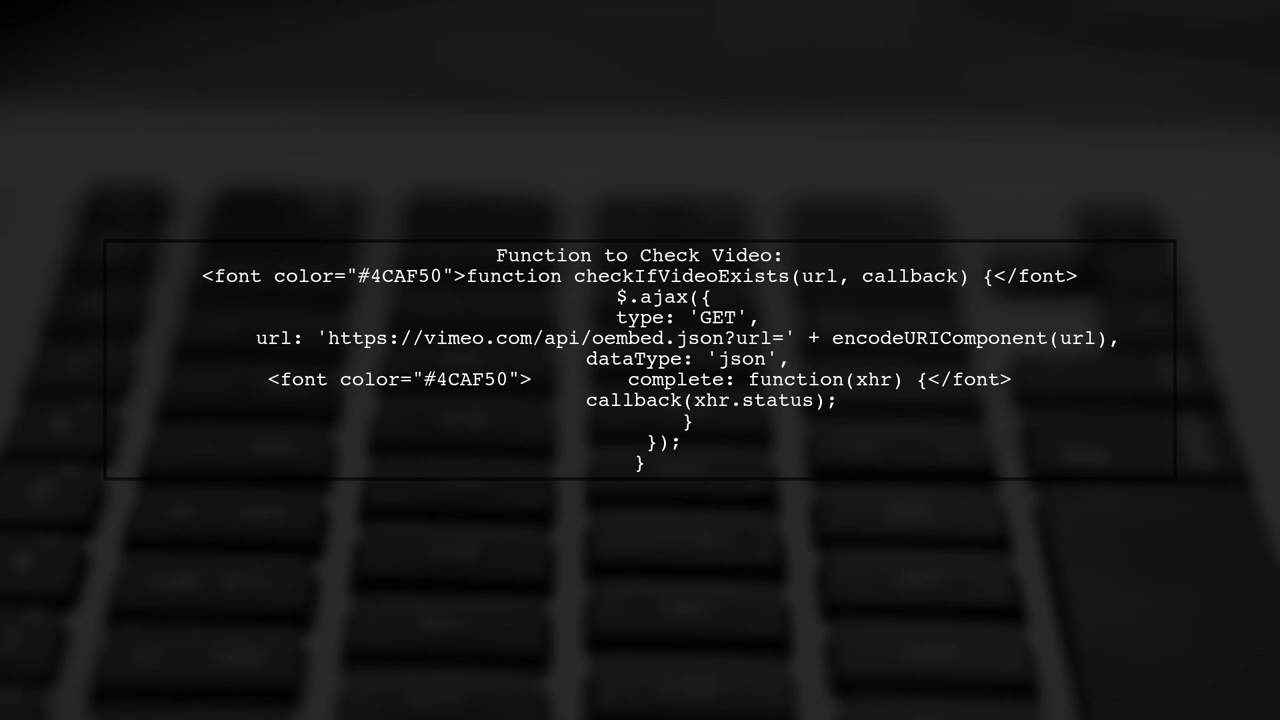 Function to Check Video:
<font color="#4CAF50">function checkIfVideoExists(url, callback) {</font>
$.ajax({
type: 'GET',
url: 'https://vimeo.com/api/oembed.json?url=' + encodeURIComponent(url),
dataType: 'json',
<font color="#4CAF50">        complete: function(xhr) {</font>
callback(xhr.status);
}
});
}